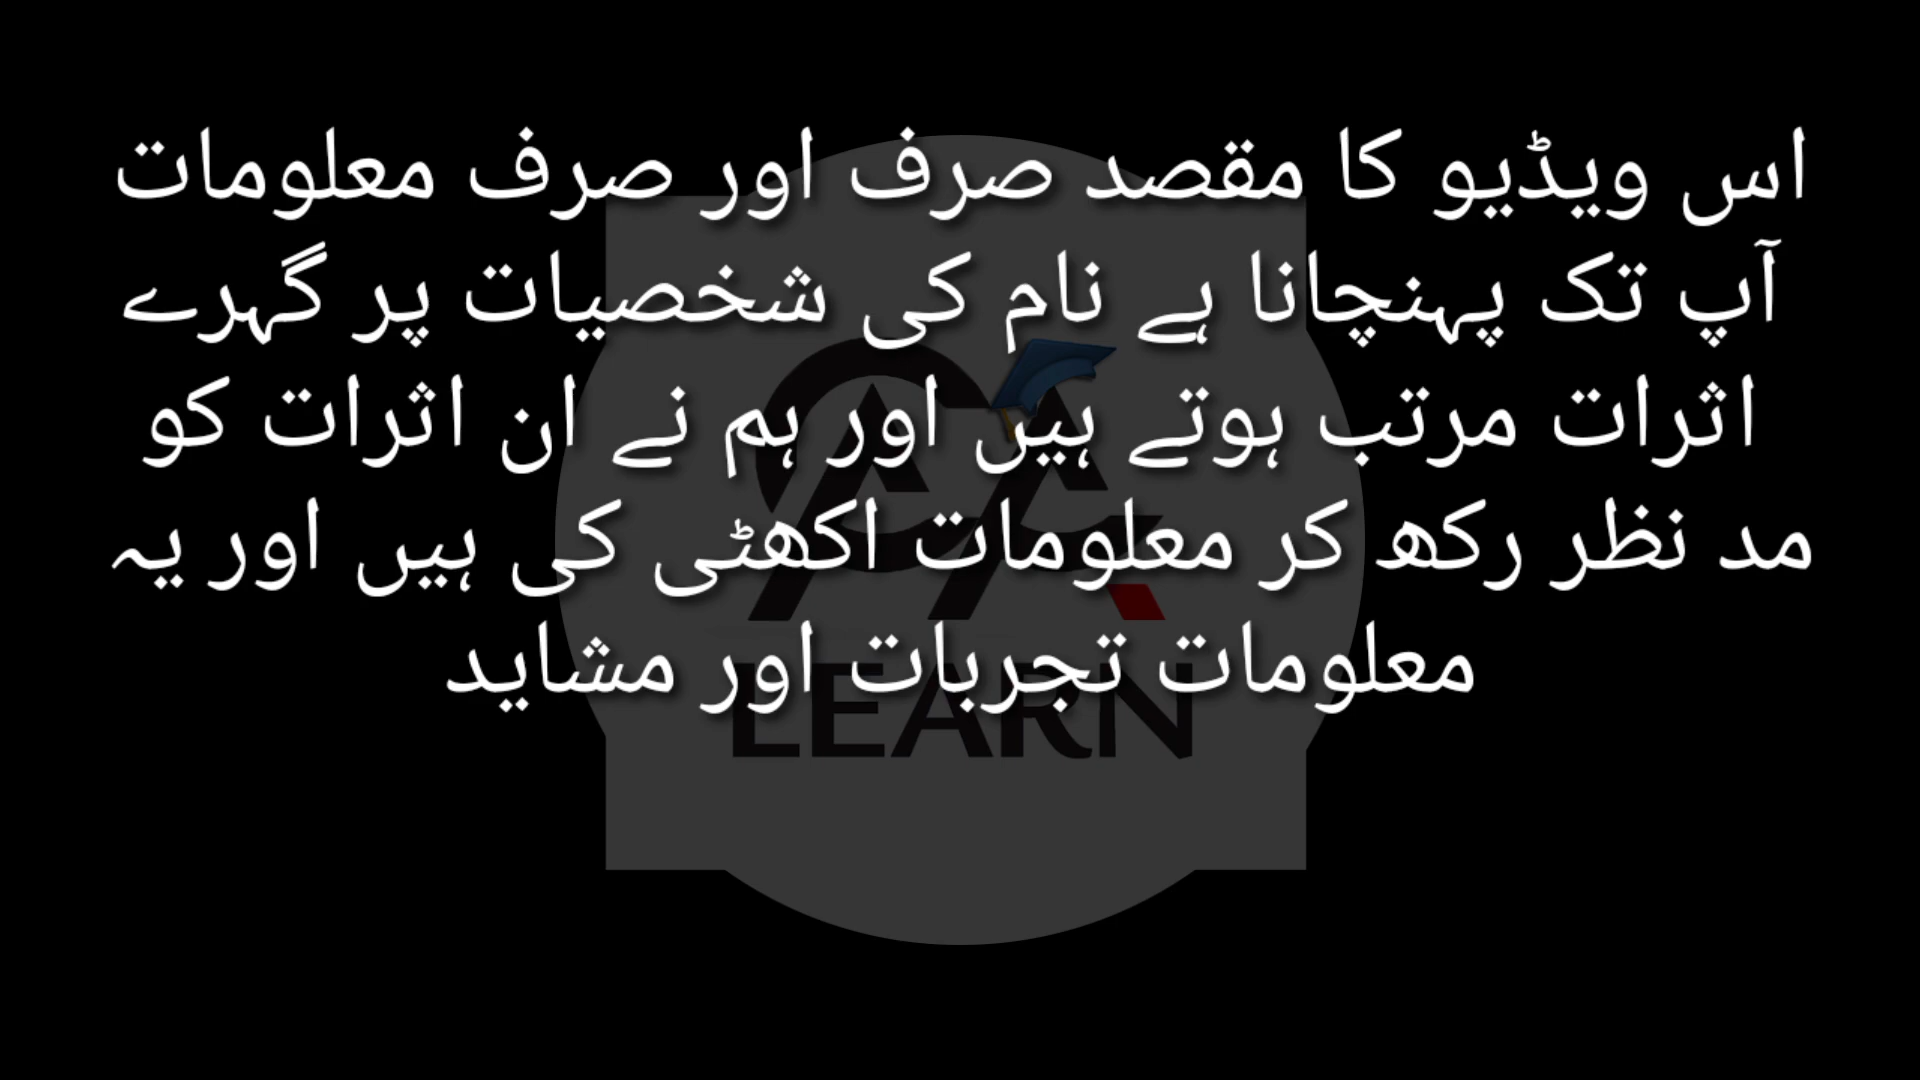 اس ویڈیو کا مقصد صرف اور صرف معلومات
آپ تک پہنچانا ہے نام کی شخصیات پر گہرے
اثرات مرتب ہوتے ہیں اور ہم نے ان اثرات کو
مد نظر رکھ کر معلومات اکھٹی کی ہیں اور یہ
معلومات تجربات اور مشاید
LEARN